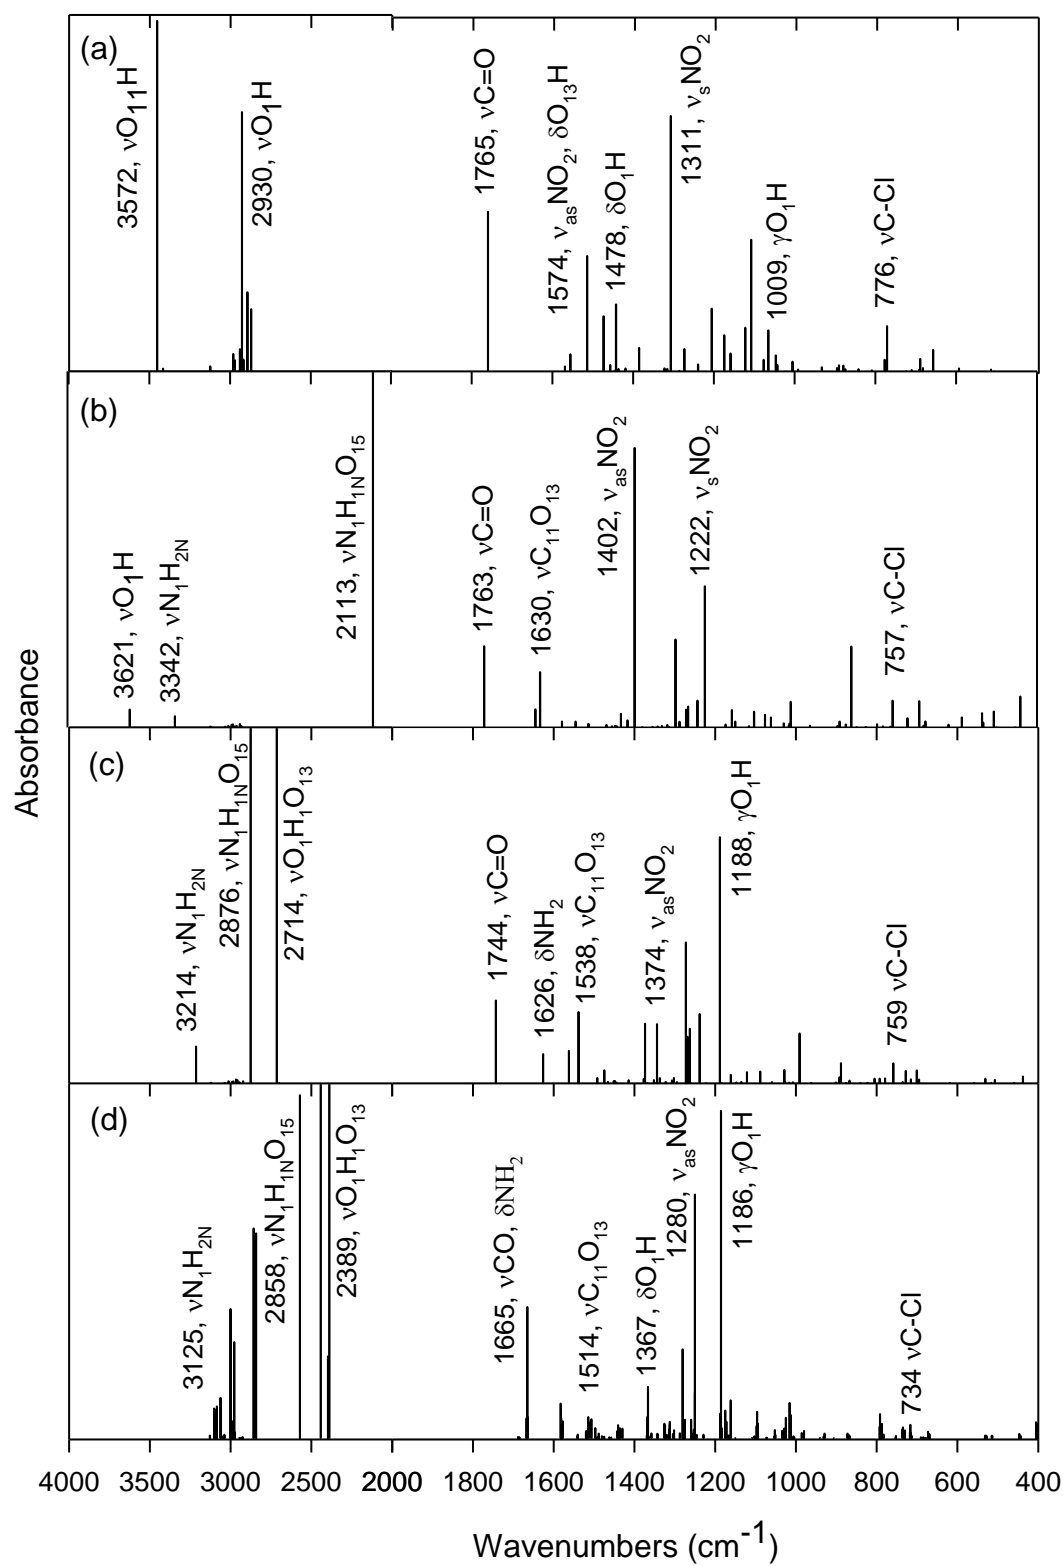 (a)
3572, νO₁₁H
2930, νO₁H
1765, νC=O
1574, νₐₛNO₂, δO₁₃H
1478, δO₁H
1311, νₛNO₂
1009, γO₁H
776, νC-Cl
(b)
3621, νO₁H
3342, νN₁H₂N
2113, νN₁H₁NO₁₅
1763, νC=O
1630, νC₁₁O₁₃
1402, νₐₛNO₂
1222, νₛNO₂
757, νC-Cl
(c)
3214, νN₁H₂N
2876, νN₁H₁NO₁₅
2714, νO₁H₁O₁₃
1744, νC=O
1626, δNH₂
1538, νC₁₁O₁₃
1374, νₐₛNO₂
1188, γO₁H
759 νC-Cl
(d)
3125, νN₁H₂N
2858, νN₁H₁NO₁₅
2389, νO₁H₁O₁₃
1665, νCO, δNH₂
1514, νC₁₁O₁₃
1367, δO₁H
1280, νₐₛNO₂
1186, γO₁H
734 νC-Cl
Absorbance
4000 3500 3000 2500 2000 1800 1600 1400 1200 1000 800 600 400
Wavenumbers (cm⁻¹)